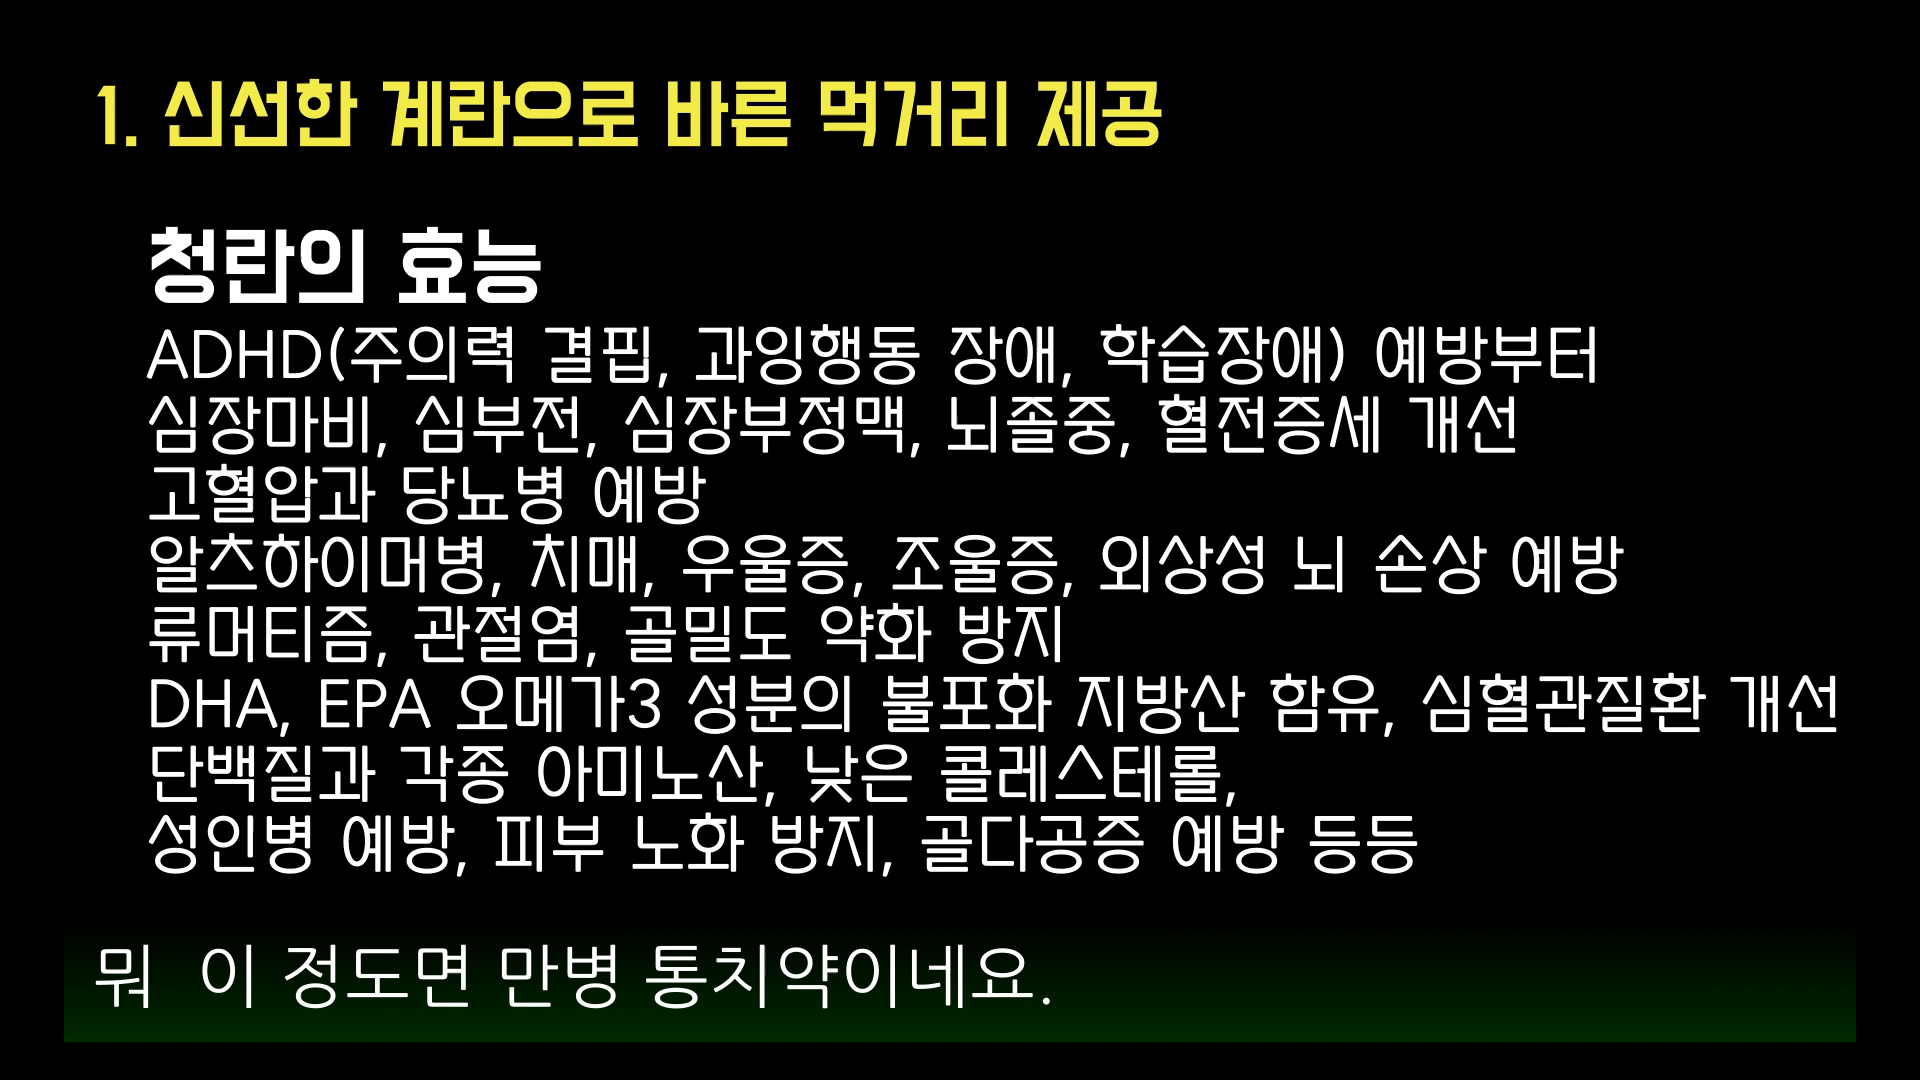 1. 신선한 계란으로 바른 먹거리 제공
청란의 효능
ADHD(주의력 결핍, 과잉행동 장애, 학습장애) 예방부터
심장마비, 심부전, 심장부정맥, 뇌졸중, 혈전증세 개선
고혈압과 당뇨병 예방
알츠하이머병, 치매, 우울증, 조울증, 외상성 뇌 손상 예방
류머티즘, 관절염, 골밀도 약화 방지
DHA, EPA 오메가3 성분의 불포화 지방산 함유, 심혈관질환 개선
단백질과 각종 아미노산, 낮은 콜레스테롤,
성인병 예방, 피부 노화 방지, 골다공증 예방 등등
뭐 이 정도면 만병 통치약이네요.